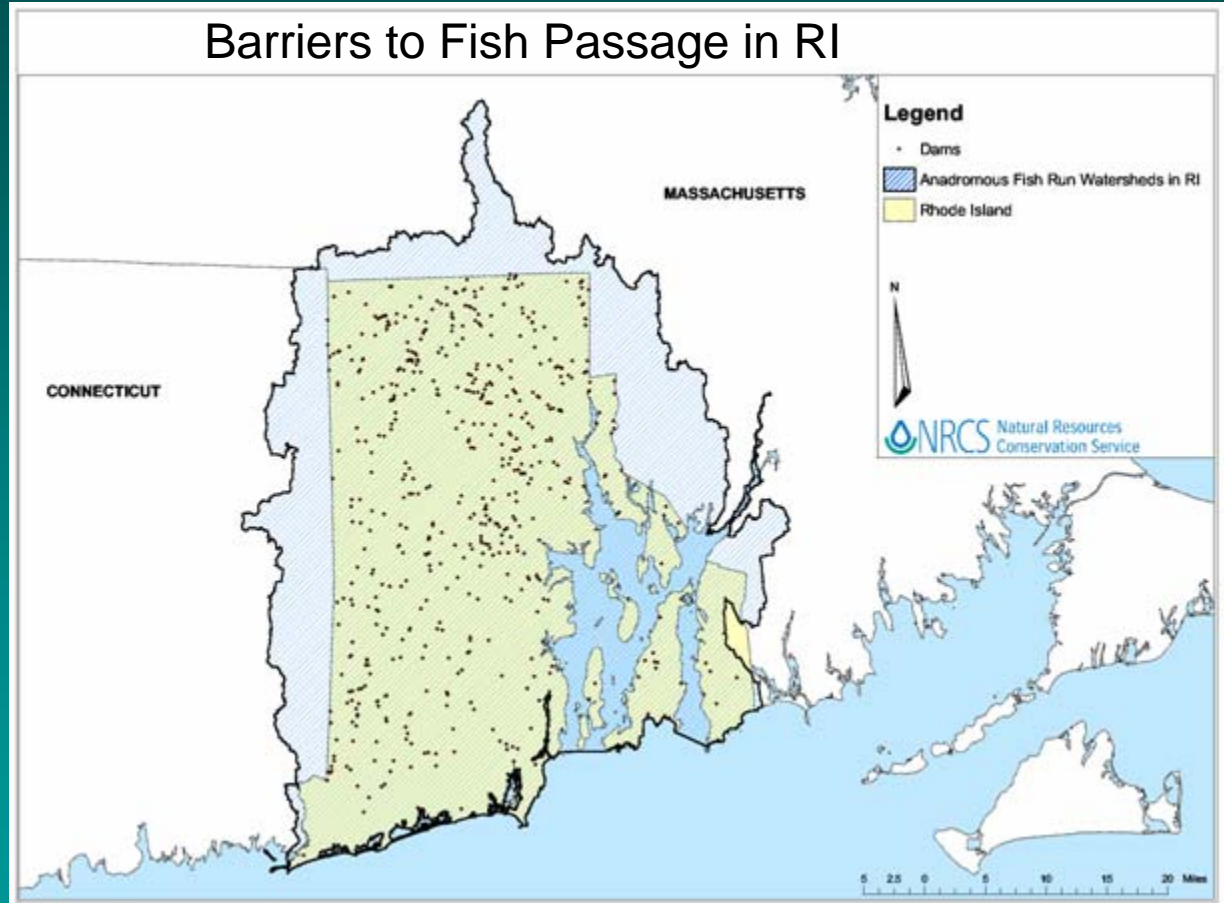 Barriers to Fish Passage in RI
Legend
Dams
Anadromous Fish Run Watersheds in RI
Rhode Island
MASSACHUSETTS
N
CONNECTICUT
NRCS Natural Resources
Conservation Service
5 2.5 0 5 10 15 20 Miles